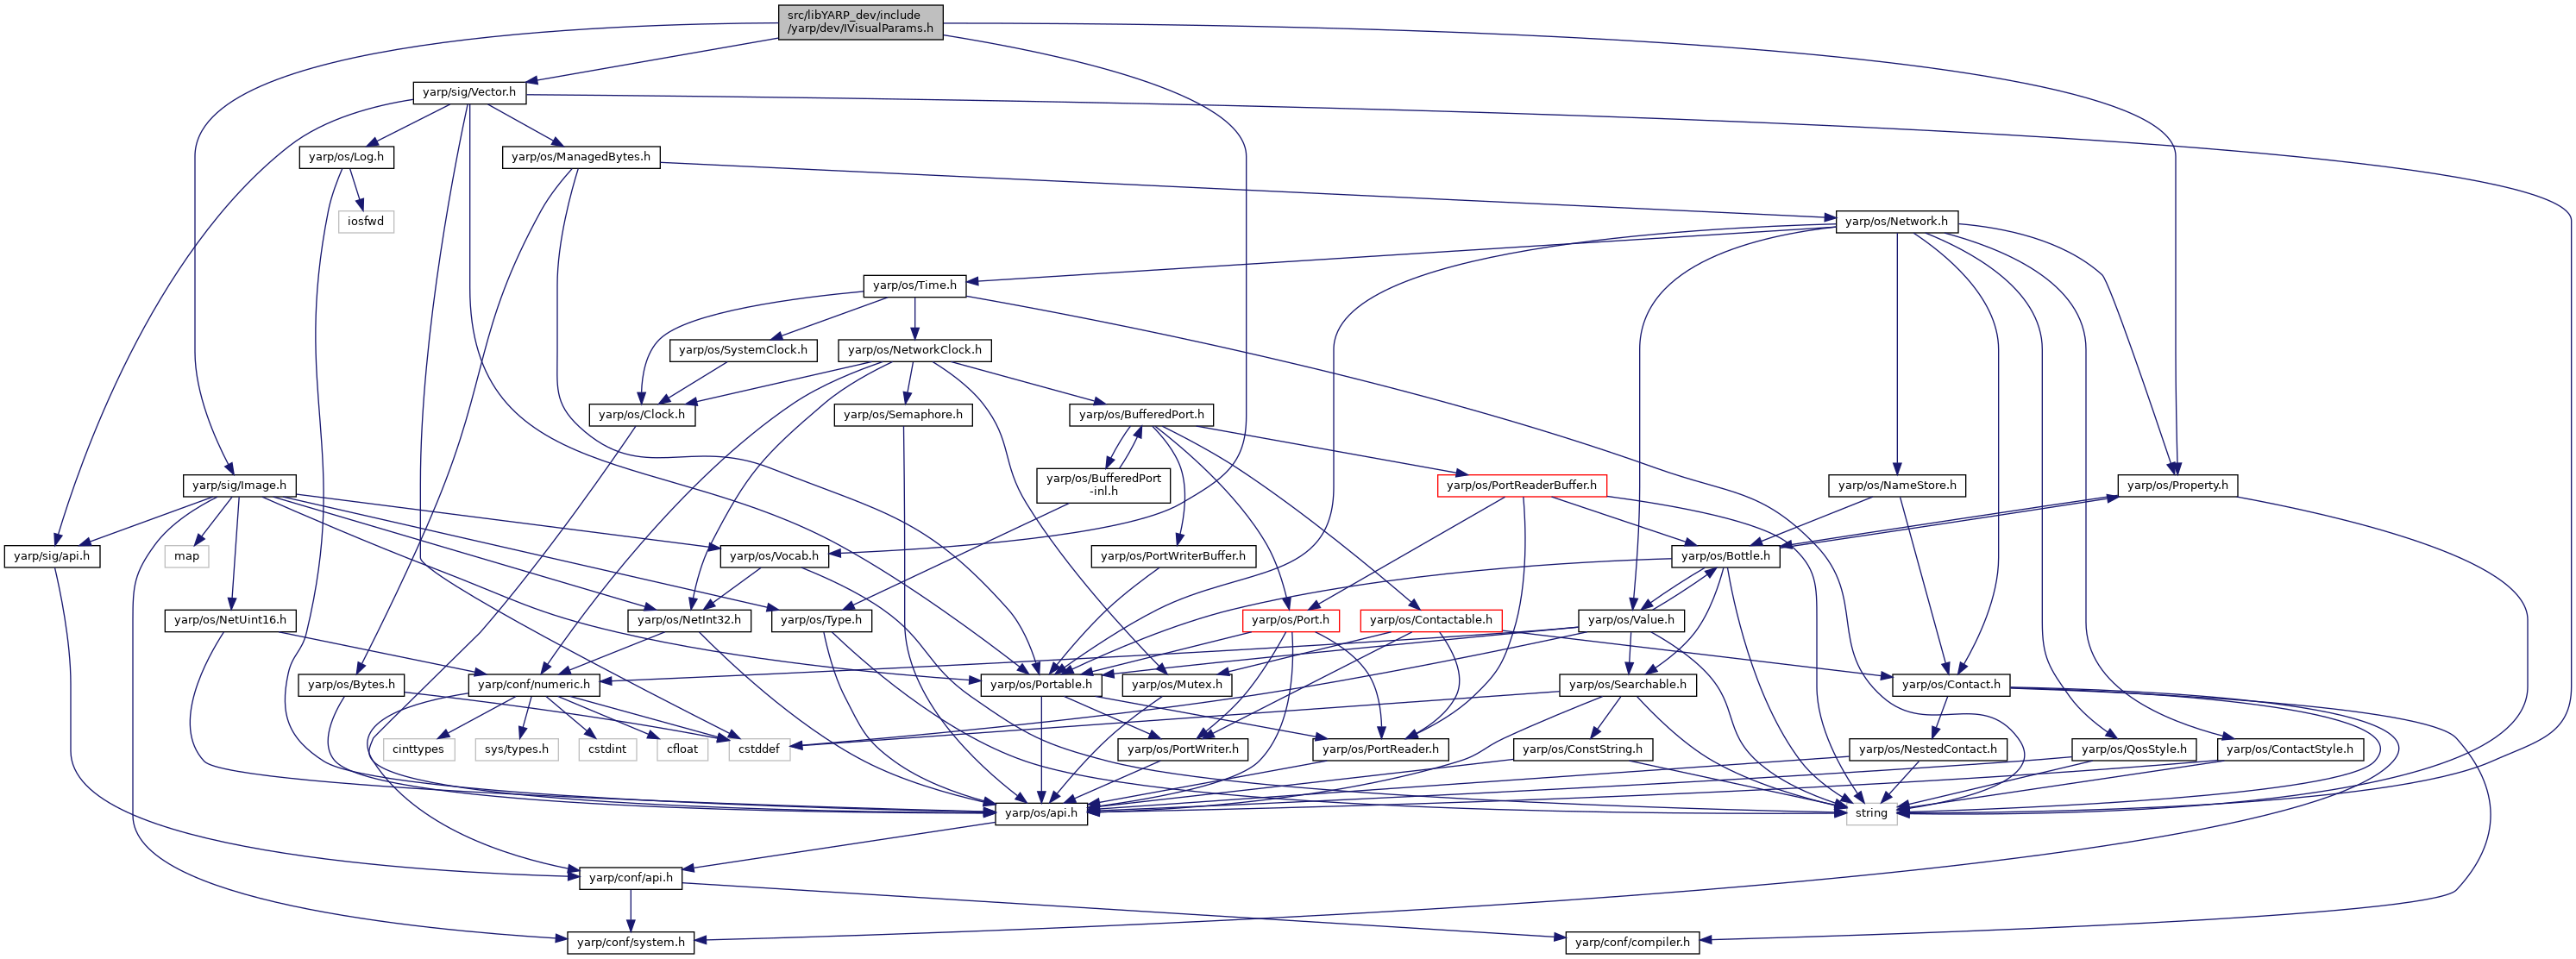 src/libYARP_dev/include
/yarp/dev/IVisualParams.h
yarp/sig/Vector.h
yarp/os/Log.h
yarp/os/ManagedBytes.h
iosfwd
yarp/os/Network.h
yarp/os/Time.h
yarp/os/SystemClock.h
yarp/os/NetworkClock.h
yarp/os/Clock.h
yarp/os/Semaphore.h
yarp/os/BufferedPort.h
yarp/sig/Image.h
yarp/os/BufferedPort
-inl.h
yarp/os/PortReaderBuffer.h
yarp/os/NameStore.h
yarp/os/Property.h
yarp/sig/api.h
map
yarp/os/Vocab.h
yarp/os/PortWriterBuffer.h
yarp/os/Bottle.h
yarp/os/NetUint16.h
yarp/os/NetInt32.h
yarp/os/Type.h
yarp/os/Port.h
yarp/os/Contactable.h
yarp/os/Value.h
yarp/os/Bytes.h
yarp/conf/numeric.h
yarp/os/Portable.h
yarp/os/Mutex.h
yarp/os/Searchable.h
yarp/os/Contact.h
cinttypes
sys/types.h
cstdint
cfloat
cstddef
yarp/os/PortWriter.h
yarp/os/PortReader.h
yarp/os/ConstString.h
yarp/os/NestedContact.h
yarp/os/QosStyle.h
yarp/os/ContactStyle.h
yarp/os/api.h
string
yarp/conf/api.h
yarp/conf/system.h
yarp/conf/compiler.h